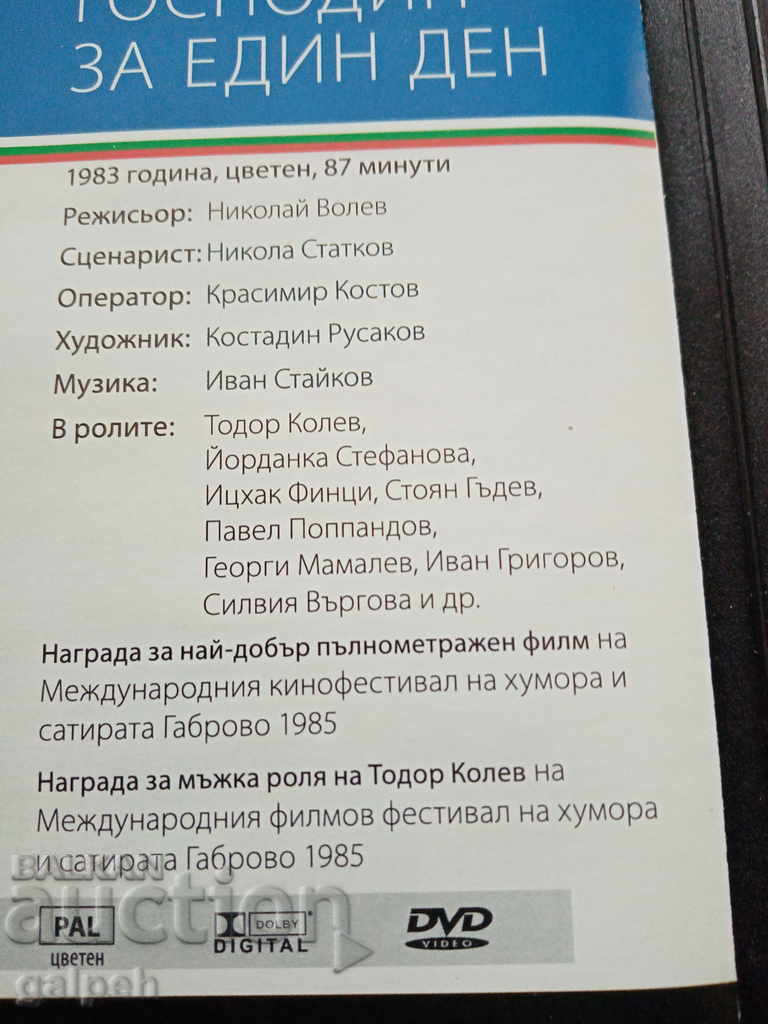 ГОСПОДИН
ЗА ЕДИН ДЕН
1983 година, цветен, 87 минути
Режисьор: Николай Волев
Сценарист: Никола Статков
Оператор: Красимир Костов
Художник: Костадин Русаков
Музика: Иван Стайков
В ролите: Тодор Колев,
Йорданка Стефанова,
Ицхак Финци, Стоян Гъдев,
Павел Поппандов,
Георги Мамалев, Иван Григоров,
Силвия Въргова и др.
Награда за най-добър пълнометражен филм на
Международния кинофестивал на хумора и
сатирата Габрово 1985
Награда за мъжка роля на Тодор Колев на
Международния филмов фестивал на хумора
и сатирата Габрово 1985
BALKAN
auction
PAL
цветен
DOLBY
DIGITAL
DVD
VIDEO
galpeh